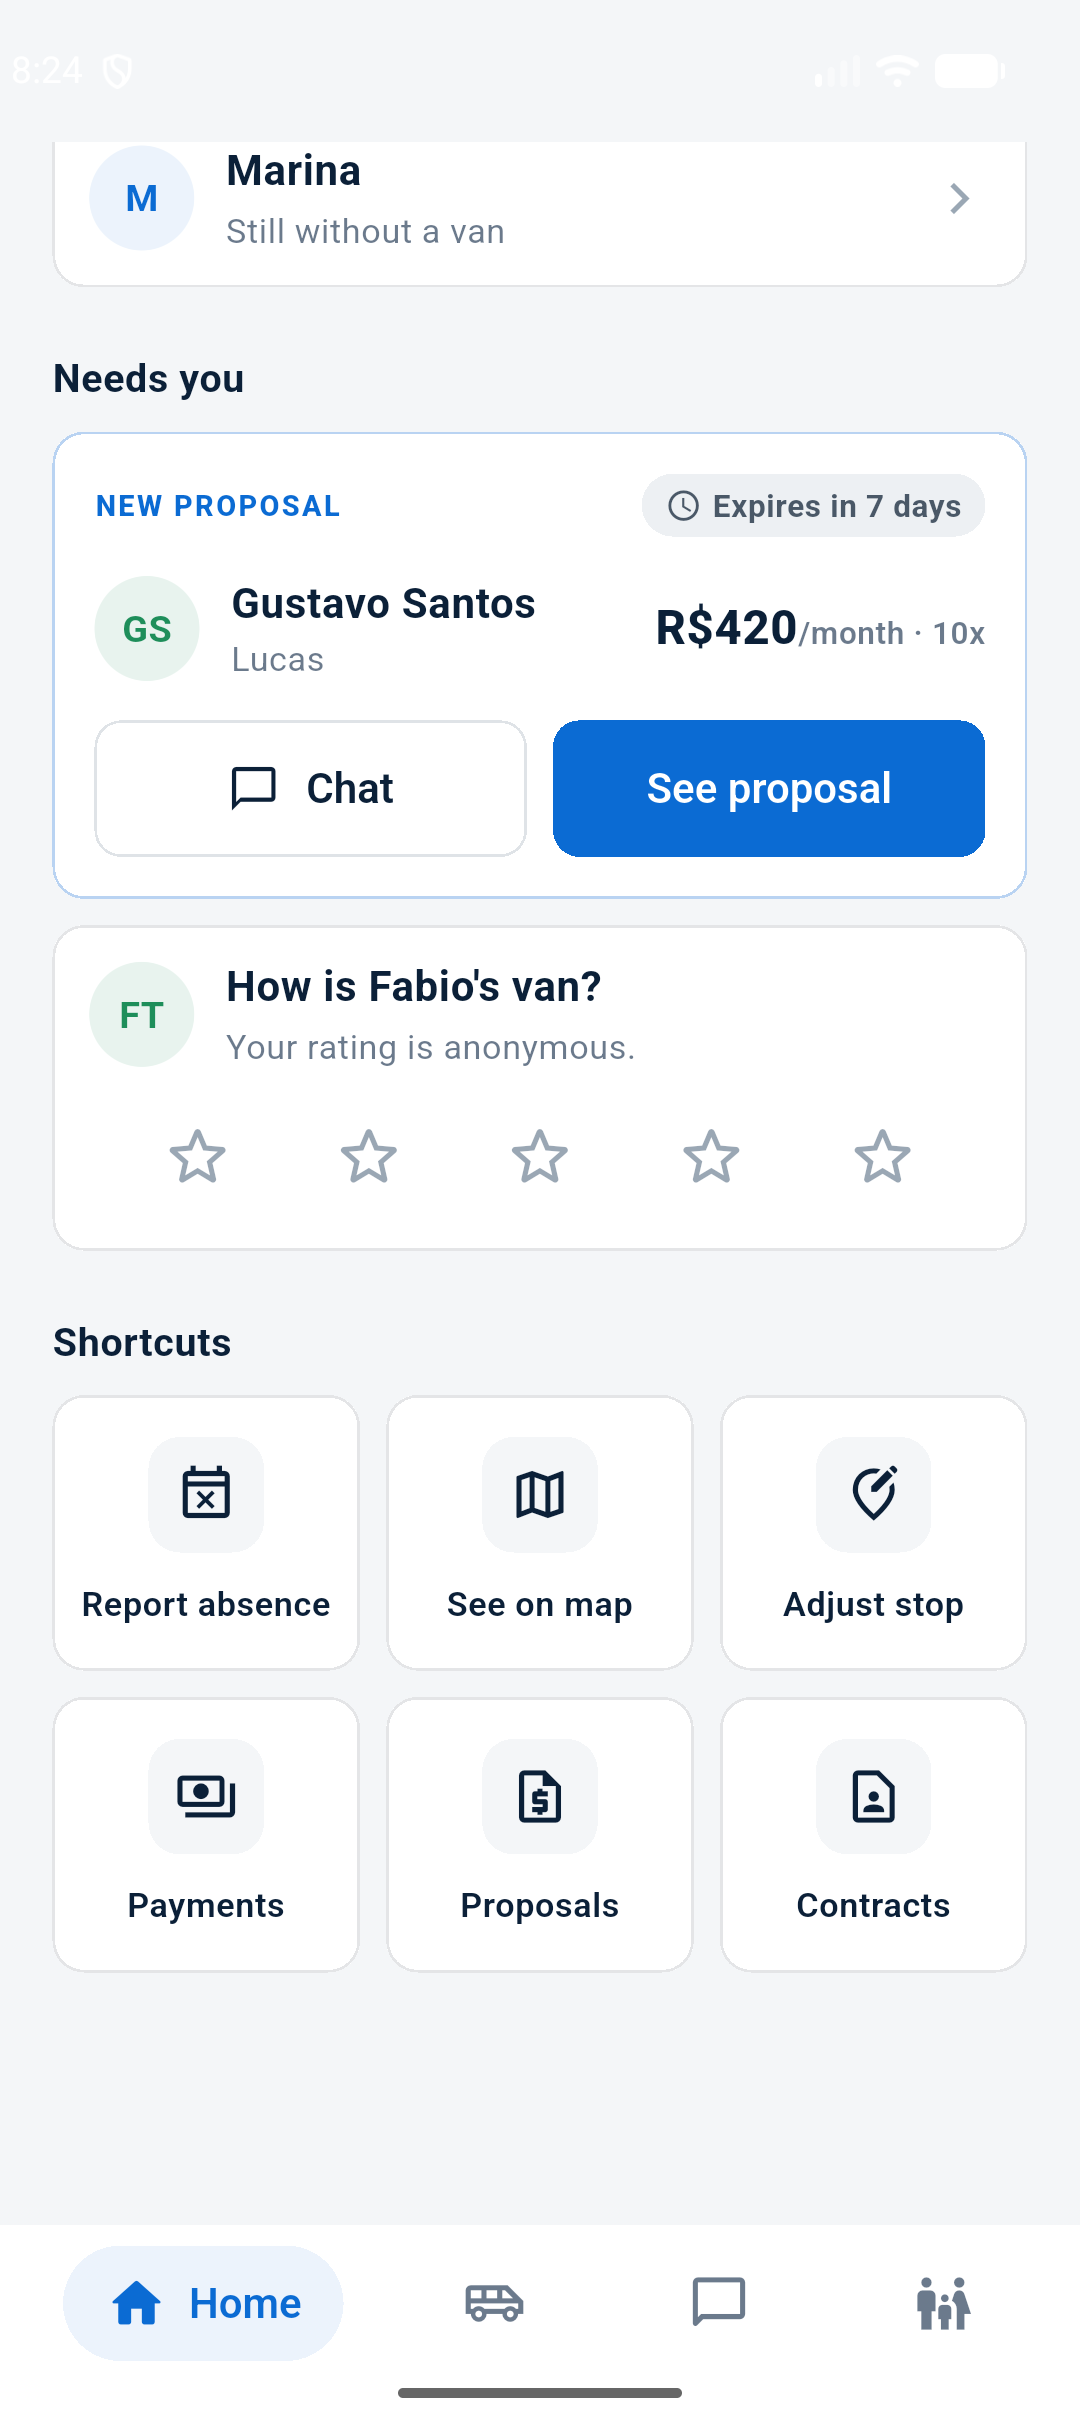 8:24
M
Marina
Still without a van
Needs you
NEW PROPOSAL
Expires in 7 days
GS
Gustavo Santos
Lucas
R$420/month · 10x
Chat
See proposal
FT
How is Fabio's van?
Your rating is anonymous.
Shortcuts
Report absence
See on map
Adjust stop
Payments
Proposals
Contracts
Home